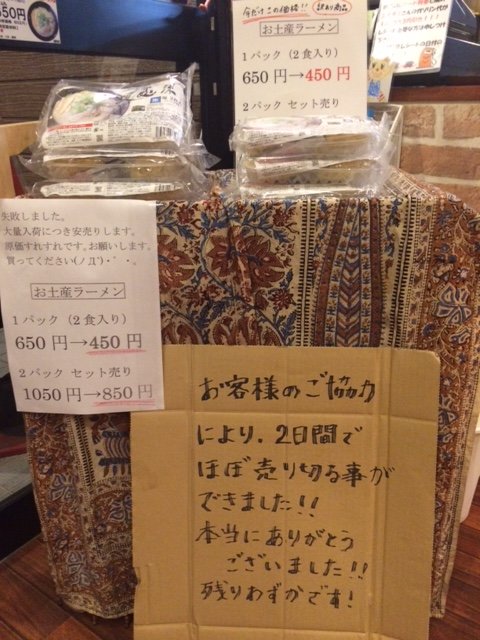 50円
今だけこの価格!!
訳あり商品
お土産ラーメン
1パック(2食入り)
650円→450円
2パック セット売り
失敗しました。
大量入荷につき安売りします。
原価すれすれです。お願いします。
買ってください(ノД`)・゜・。
お土産ラーメン
1パック(2食入り)
650円→450円
2パック セット売り
1050円→850円
お客様のご協力
により、2日間で
ほぼ売り切る事が
できました!!
本当にありがとう
ございました!!
残りわずかです!